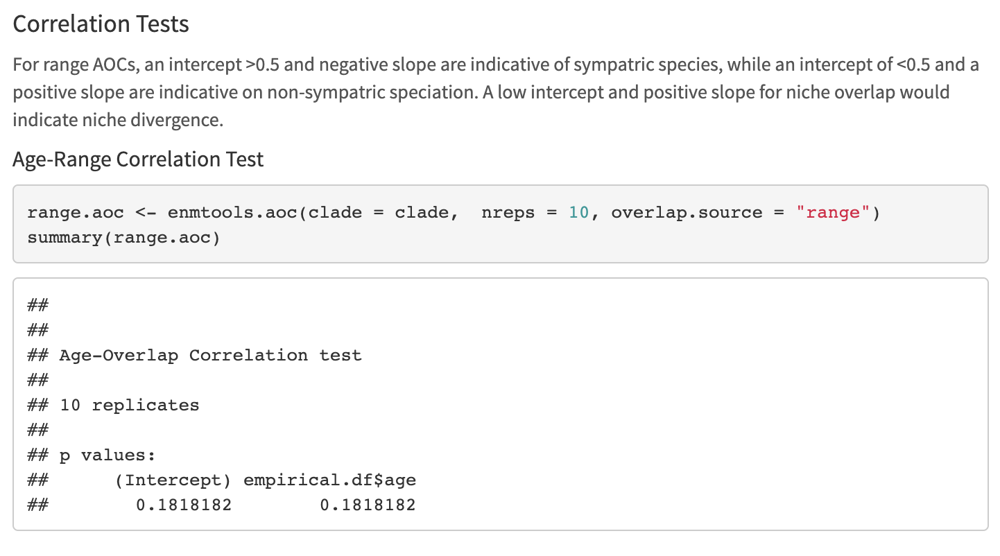 Correlation Tests
For range AOCs, an intercept >0.5 and negative slope are indicative of sympatric species, while an intercept of <0.5 and a
positive slope are indicative on non-sympatric speciation. A low intercept and positive slope for niche overlap would
indicate niche divergence.
Age-Range Correlation Test
range.aoc <- enmtools.aoc(clade = clade,  nreps = 10, overlap.source = "range")
summary(range.aoc)
##
##
## Age-Overlap Correlation test
##
## 10 replicates
##
## p values:
##      (Intercept) empirical.df$age
##        0.1818182        0.1818182